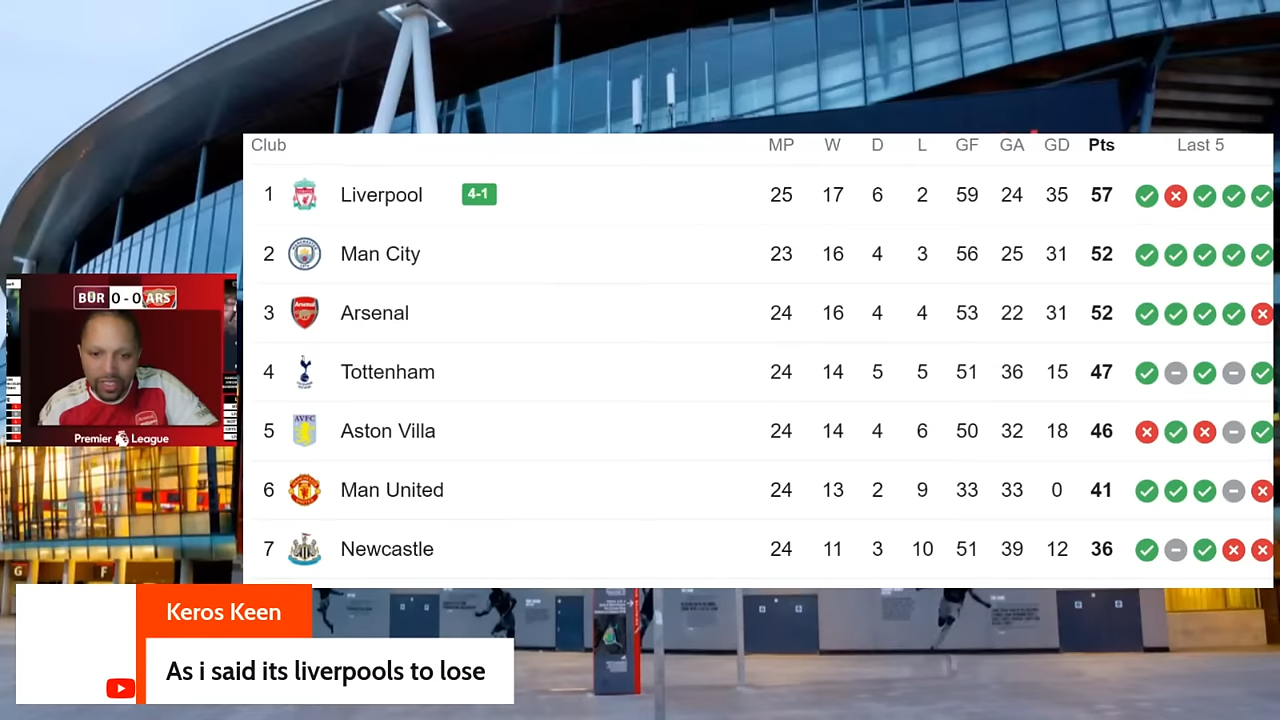 Club MP W D L GF GA GD Pts Last 5
1 Liverpool 4-1 25 17 6 2 59 24 35 57
2 Man City 23 16 4 3 56 25 31 52
3 Arsenal 24 16 4 4 53 22 31 52
4 Tottenham 24 14 5 5 51 36 15 47
5 Aston Villa 24 14 4 6 50 32 18 46
6 Man United 24 13 2 9 33 33 0 41
7 Newcastle 24 11 3 10 51 39 12 36
BUR 0 - 0 ARS
Premier League
G F
Keros Keen
As i said its liverpools to lose